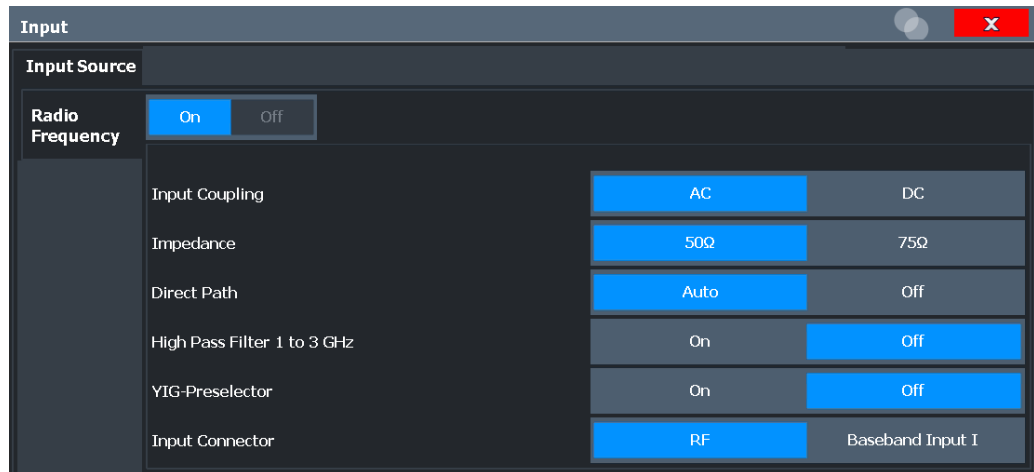 Input
X
Input Source
Radio
Frequency
On Off
Input Coupling AC DC
Impedance 50Ω 75Ω
Direct Path Auto Off
High Pass Filter 1 to 3 GHz On Off
YIG-Preselector On Off
Input Connector RF Baseband Input I